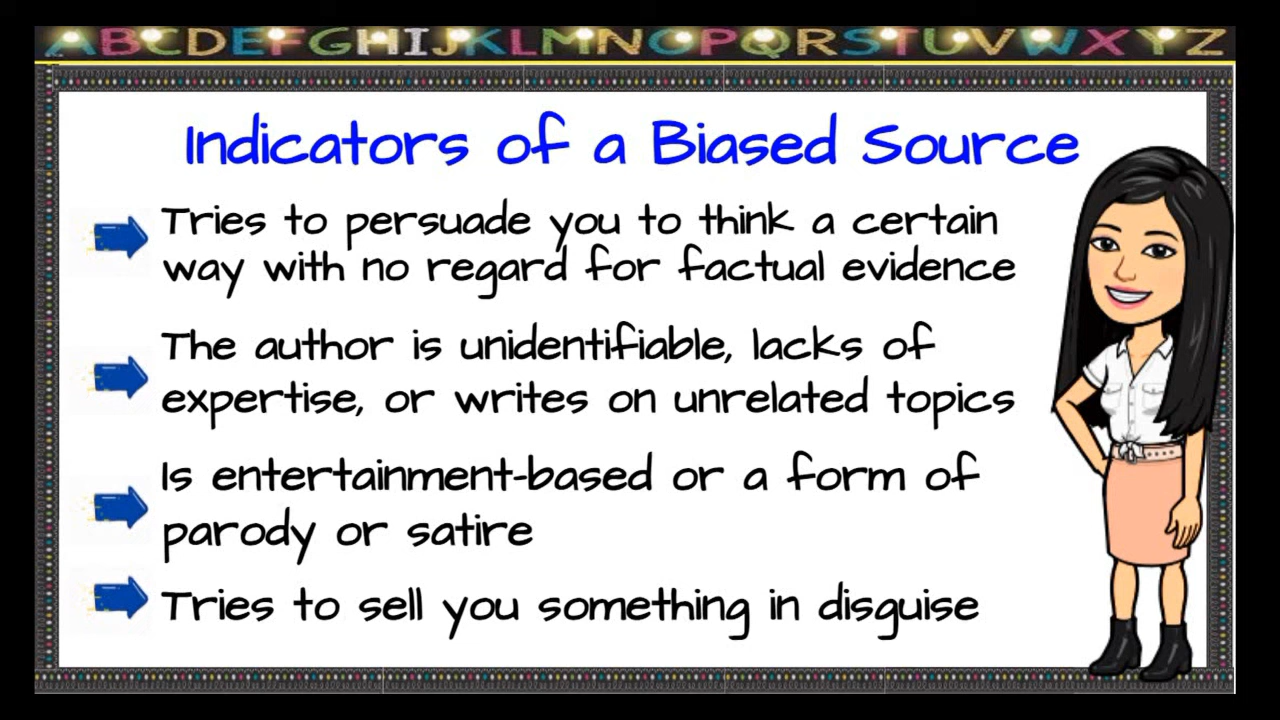 ABCDEFGHIJKLMNOPQRSTUVWXYZ
Indicators of a Biased Source
Tries to persuade you to think a certain
way with no regard for factual evidence
The author is unidentifiable, lacks of
expertise, or writes on unrelated topics
Is entertainment-based or a form of
parody or satire
Tries to sell you something in disguise